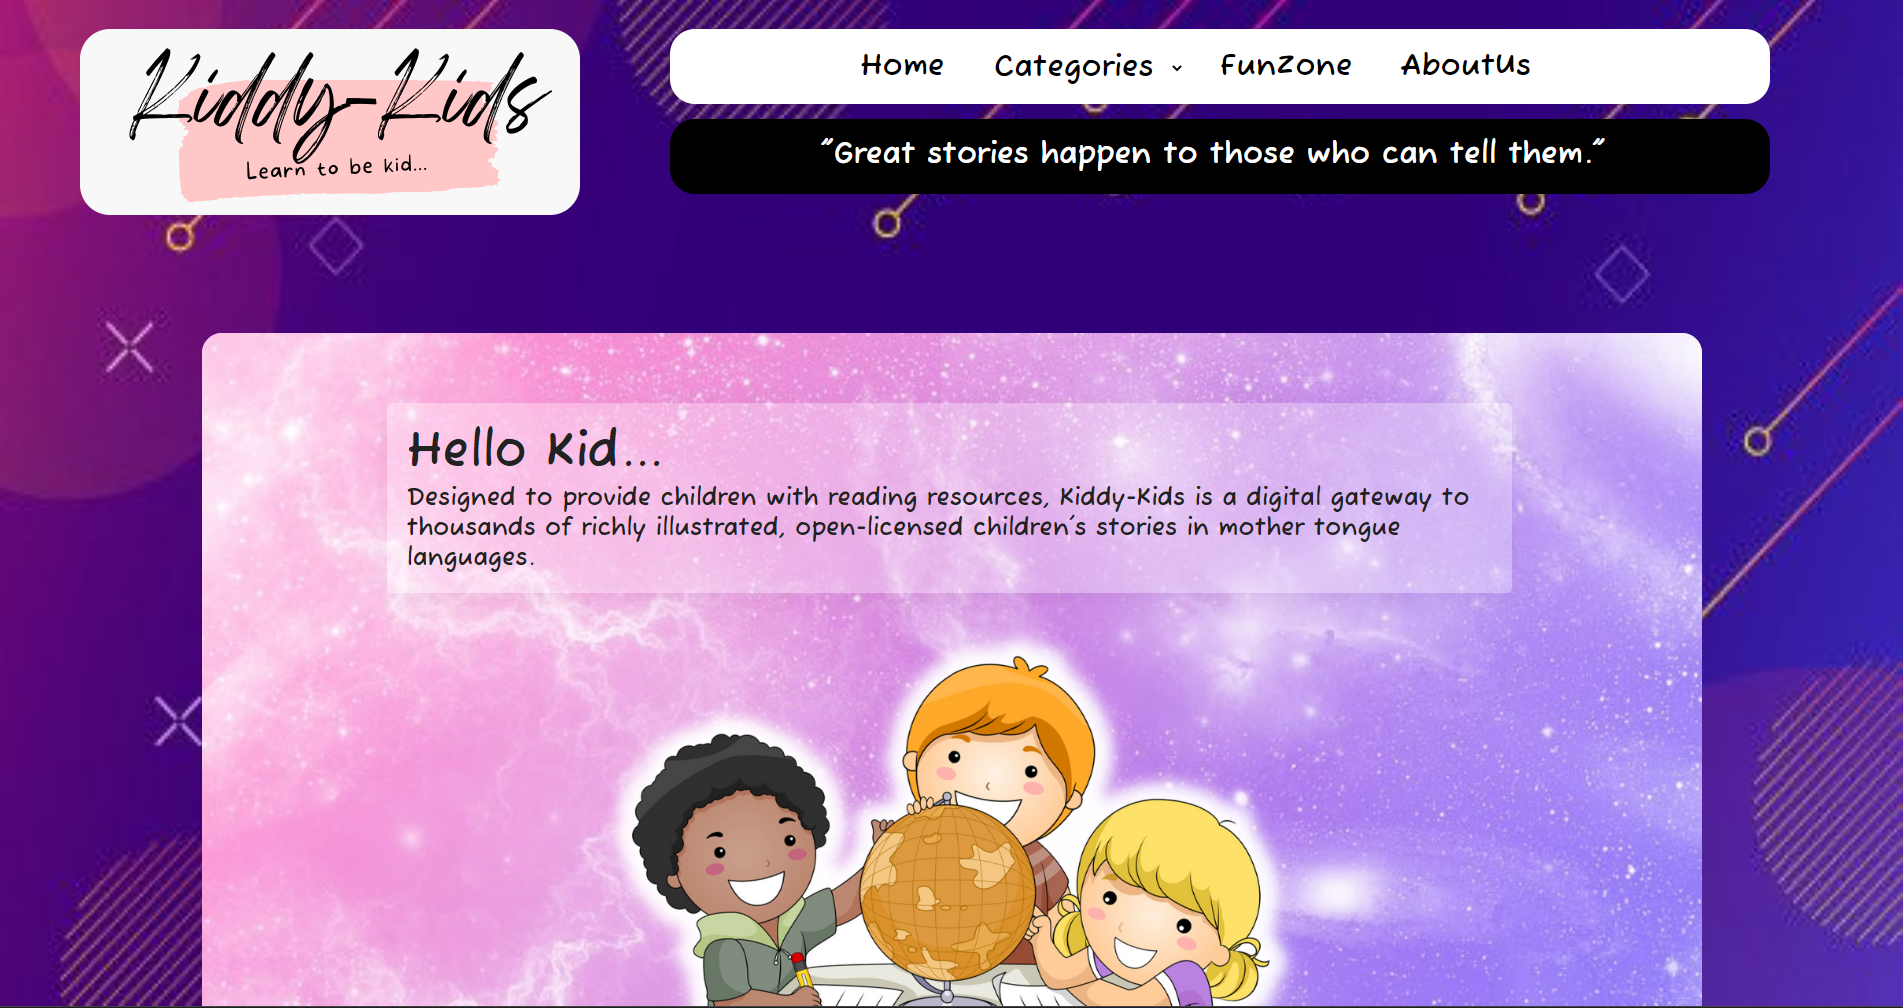 Kiddy-Kids
Learn to be kid...
Home Categories FunZone AboutUs
"Great stories happen to those who can tell them."
Hello Kid...
Designed to provide children with reading resources, Kiddy-Kids is a digital gateway to
thousands of richly illustrated, open-licensed children's stories in mother tongue
languages.